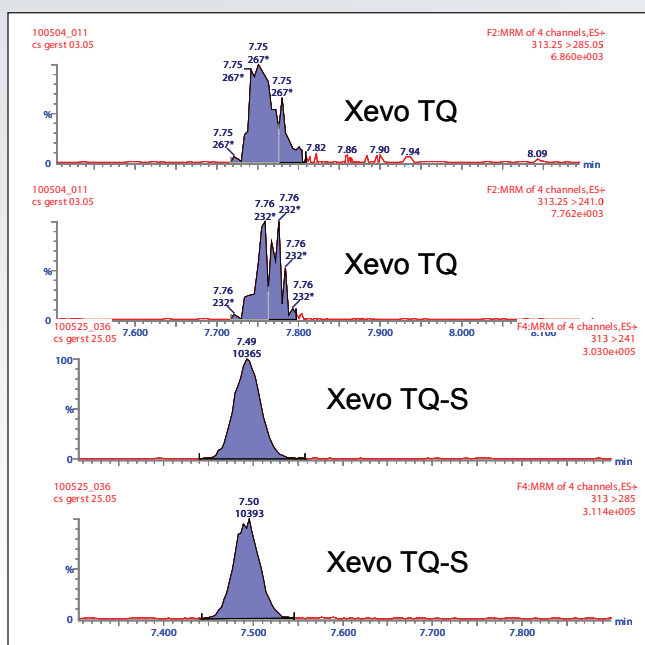 100504_011
cs gerst 03.05
F2:MRM of 4 channels,ES+
313.25 > 285.05
6.860e+003
7.75
267*
7.75
267*
7.75
267*
7.75
267*
Xevo TQ
7.82 7.86 7.90 7.94 8.09
%
0
min
100504_011
cs gerst 03.05
F2:MRM of 4 channels,ES+
313.25 > 241.0
7.762e+003
7.76
232*
7.76
232*
7.76
232*
7.76
232*
7.76
232*
Xevo TQ
%
0
7.600 7.700 7.800 7.900 8.000 8.100
100525_036
cs gerst 25.05
F4:MRM of 4 channels,ES+
313 > 241
3.030e+005
7.49
10365
Xevo TQ-S
100
%
0
min
100525_036
cs gerst 25.05
F4:MRM of 4 channels,ES+
313 > 285
3.114e+005
7.50
10393
Xevo TQ-S
%
0
min
7.400 7.500 7.600 7.700 7.800